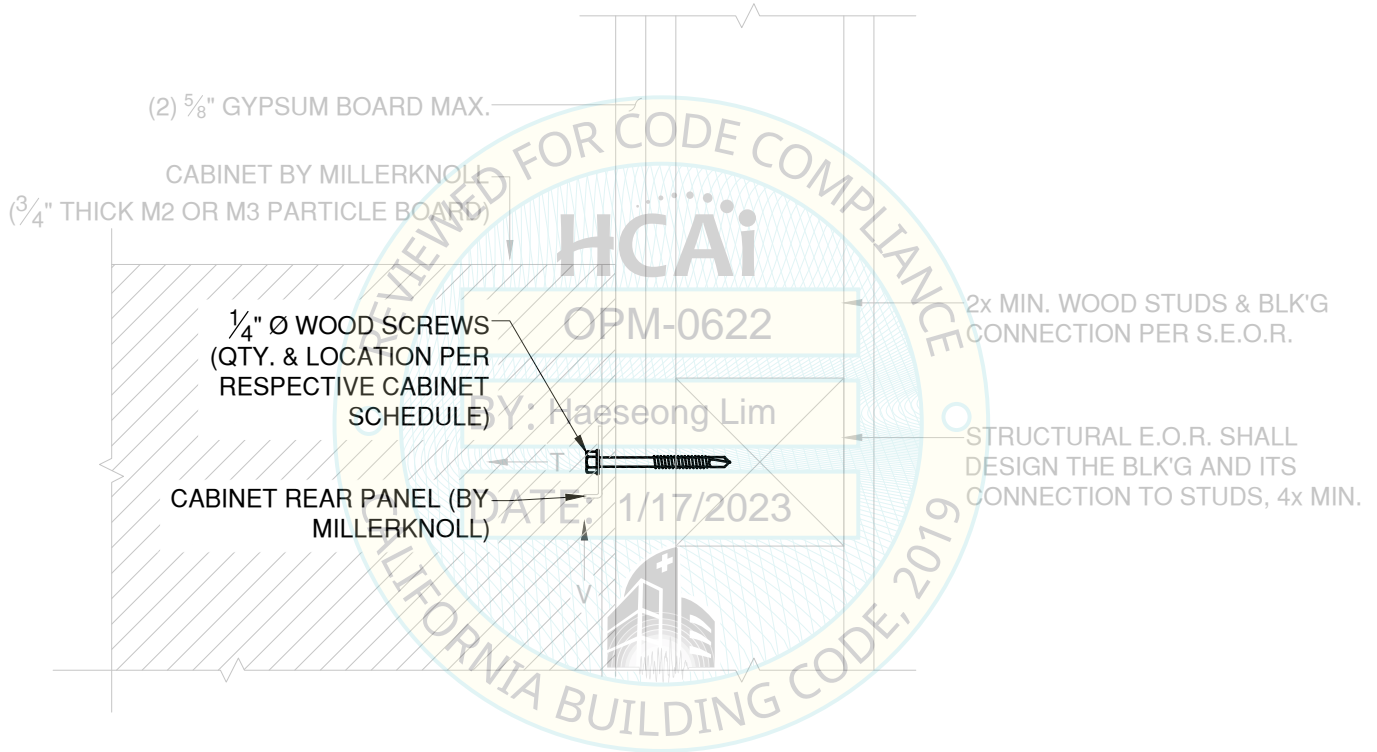 (2) 5⁄8" GYPSUM BOARD MAX.
CABINET BY MILLERKNOLL
(3⁄4" THICK M2 OR M3 PARTICLE BOARD)
1⁄4" Ø WOOD SCREWS
(QTY. & LOCATION PER
RESPECTIVE CABINET
SCHEDULE)
CABINET REAR PANEL (BY
MILLERKNOLL)
T
V
2x MIN. WOOD STUDS & BLK'G
CONNECTION PER S.E.O.R.
STRUCTURAL E.O.R. SHALL
DESIGN THE BLK'G AND ITS
CONNECTION TO STUDS, 4x MIN.
REVIEWED FOR CODE COMPLIANCE
HCAi
OPM-0622
BY: Haeseong Lim
DATE: 1/17/2023
CALIFORNIA BUILDING CODE, 2019